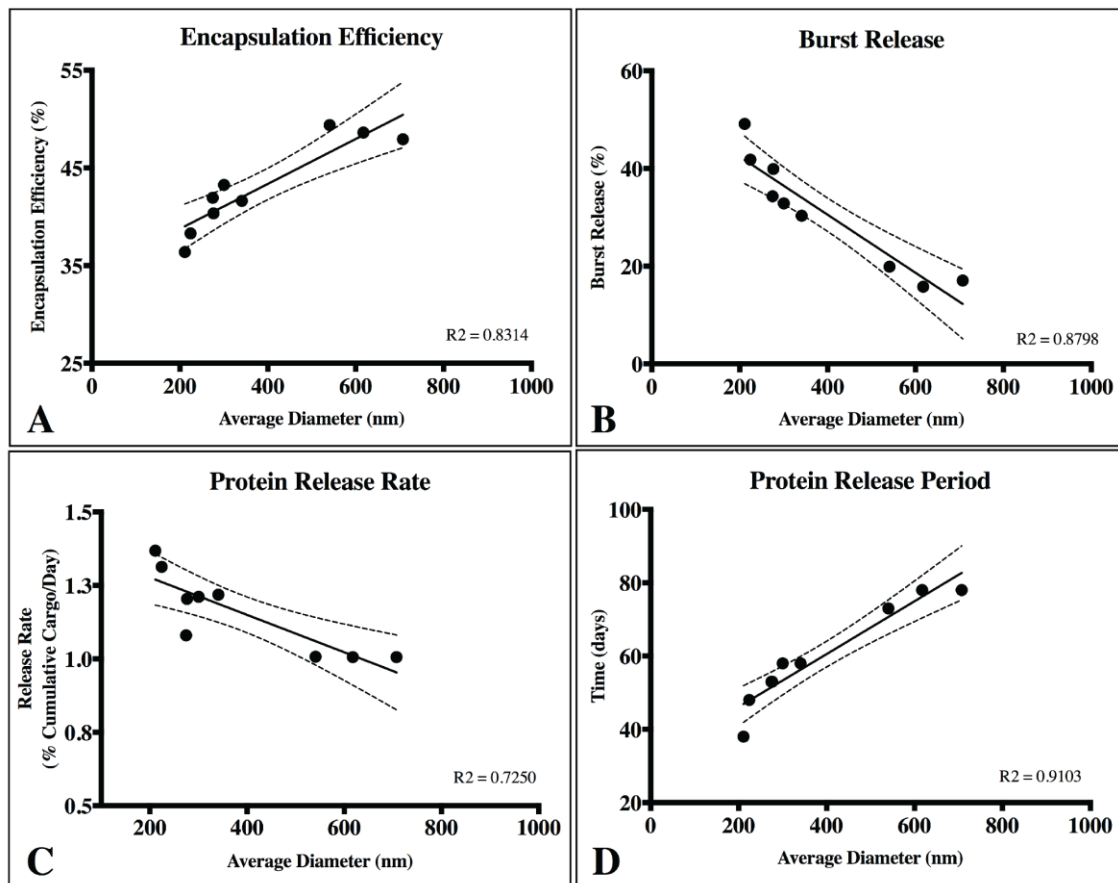 Encapsulation Efficiency
55
45
35
25
Encapsulation Efficiency (%)
R2 = 0.8314
0 200 400 600 800 1000
Average Diameter (nm)
A
Burst Release
60
40
20
0
Burst Release (%)
R2 = 0.8798
0 200 400 600 800 1000
Average Diameter (nm)
B
Protein Release Rate
1.5
1.3
1.0
0.8
0.5
Release Rate
(% Cumulative Cargo/Day)
R2 = 0.7250
200 400 600 800 1000
Average Diameter (nm)
C
Protein Release Period
100
80
60
40
20
Time (days)
R2 = 0.9103
0 200 400 600 800 1000
Average Diameter (nm)
D